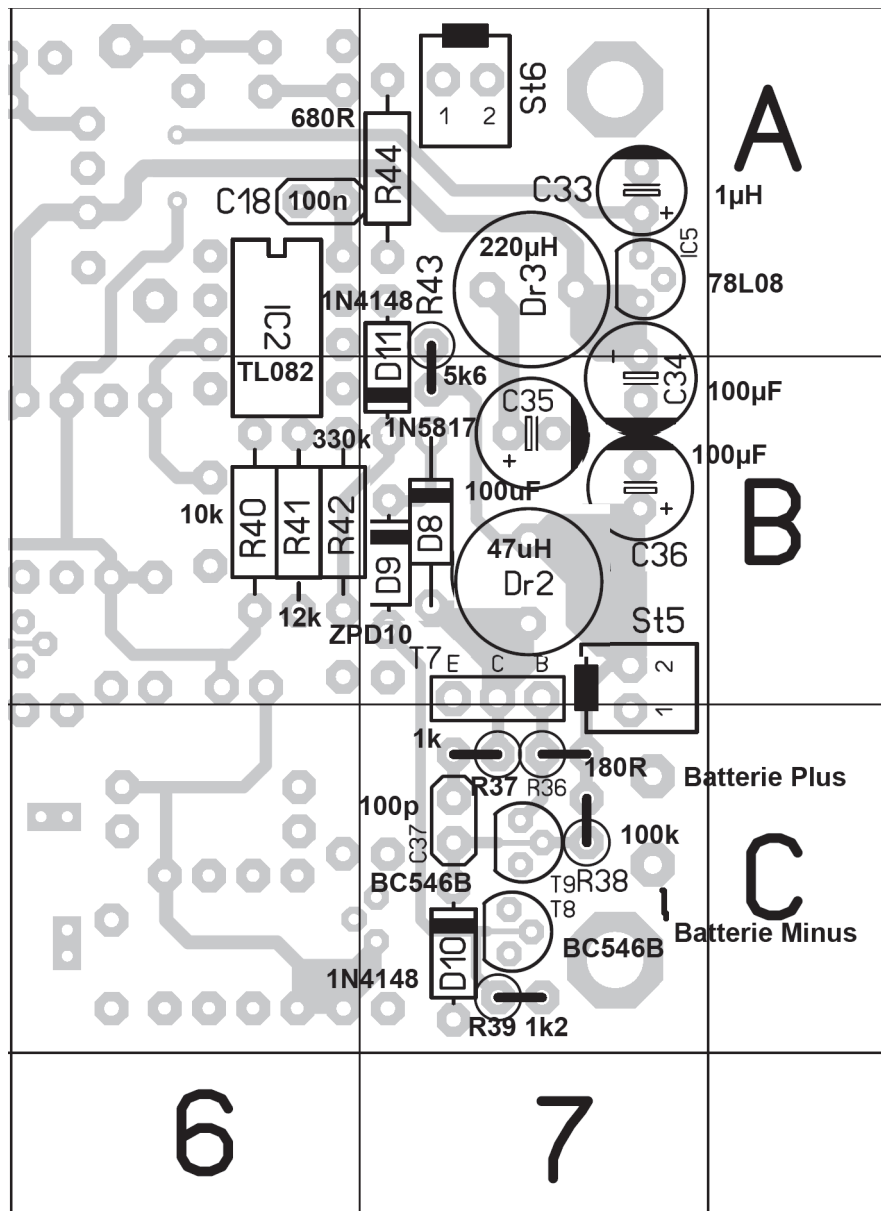 St6
1 2
A
680R
R44
C18 100n
C33
1µH
IC5
220µH
Dr3
78L08
1N4148
R43
IC2
TL082
D11
5k6
C34
100µF
C35
1N5817
330k
100µF
100uF
B
10k
R40
R41
R42
D9
D8
47uH
Dr2
C36
12k
ZPD10
St5
T7
E C B
2
1
1k
R37
R36
180R
Batterie Plus
100p
C37
100k
BC546B
T9
R38
T8
C
BC546B
Batterie Minus
1N4148
D10
R39 1k2
6 7